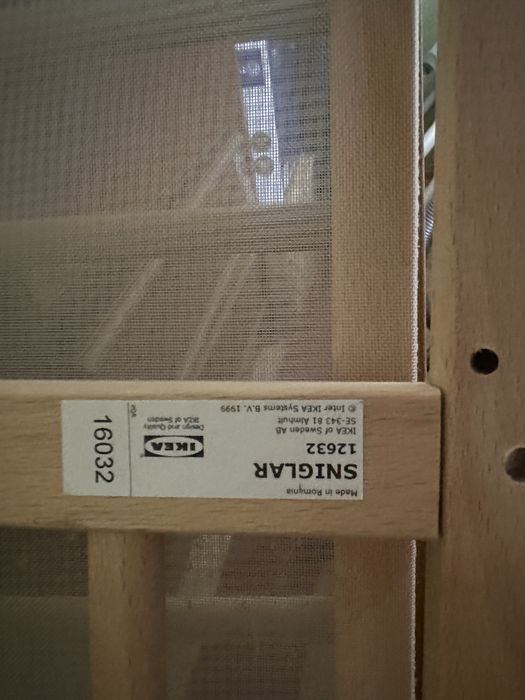 Made in Romania
SNIGLAR
12632
IKEA of Sweden AB
SE-343 81 Älmhult
© Inter IKEA Systems B.V. 1999
IKEA
Design and Quality
IKEA of Sweden
16032